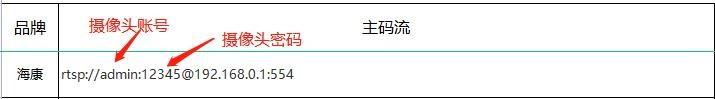 品牌 摄像头账号 主码流
摄像头密码
海康 rtsp://admin:12345@192.168.0.1:554